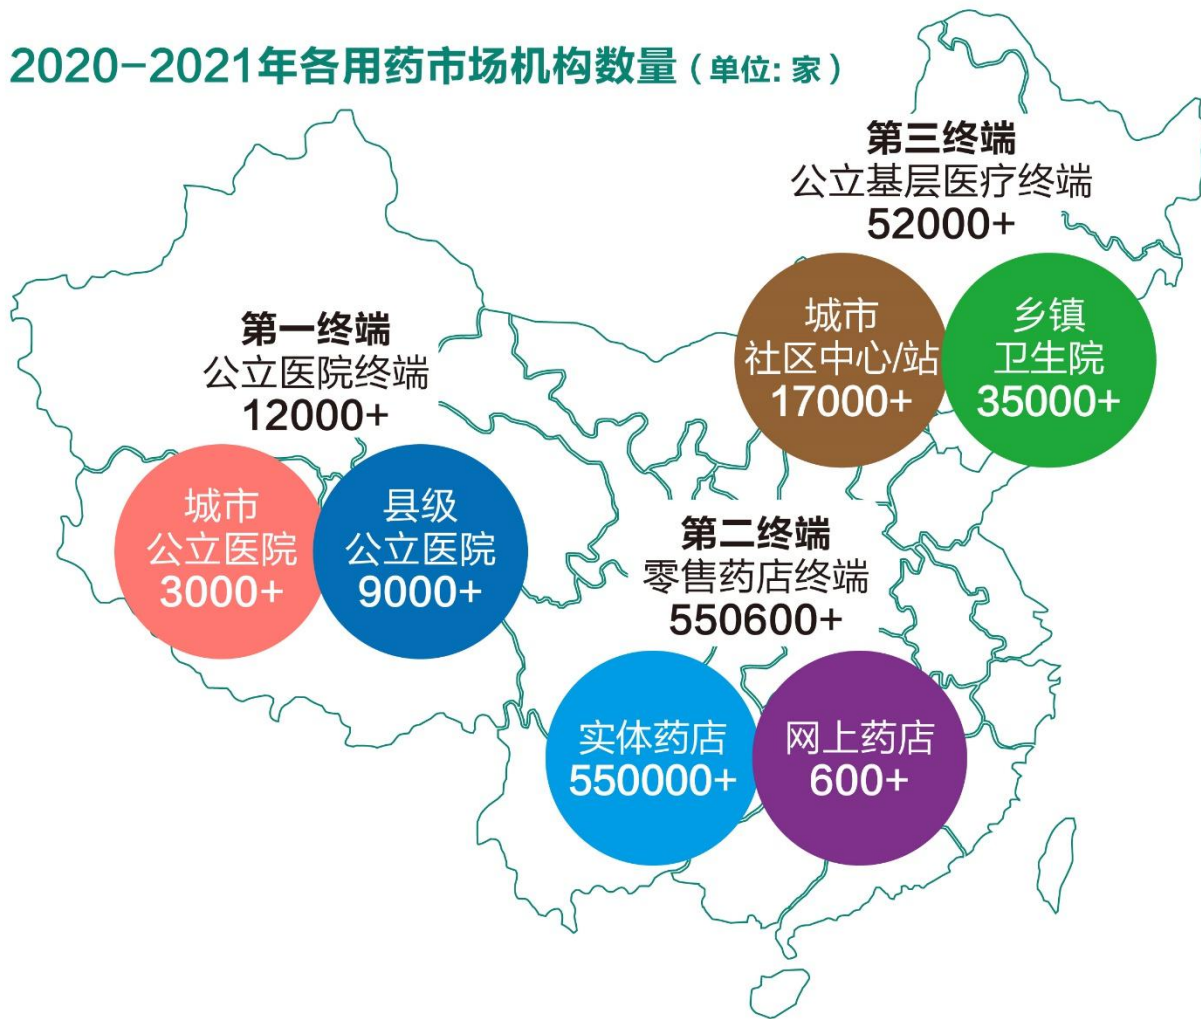 2020-2021年各用药市场机构数量（单位: 家）
第三终端
公立基层医疗终端
52000+
城市
社区中心/站
17000+
乡镇
卫生院
35000+
第一终端
公立医院终端
12000+
城市
公立医院
3000+
县级
公立医院
9000+
第二终端
零售药店终端
550600+
实体药店
550000+
网上药店
600+